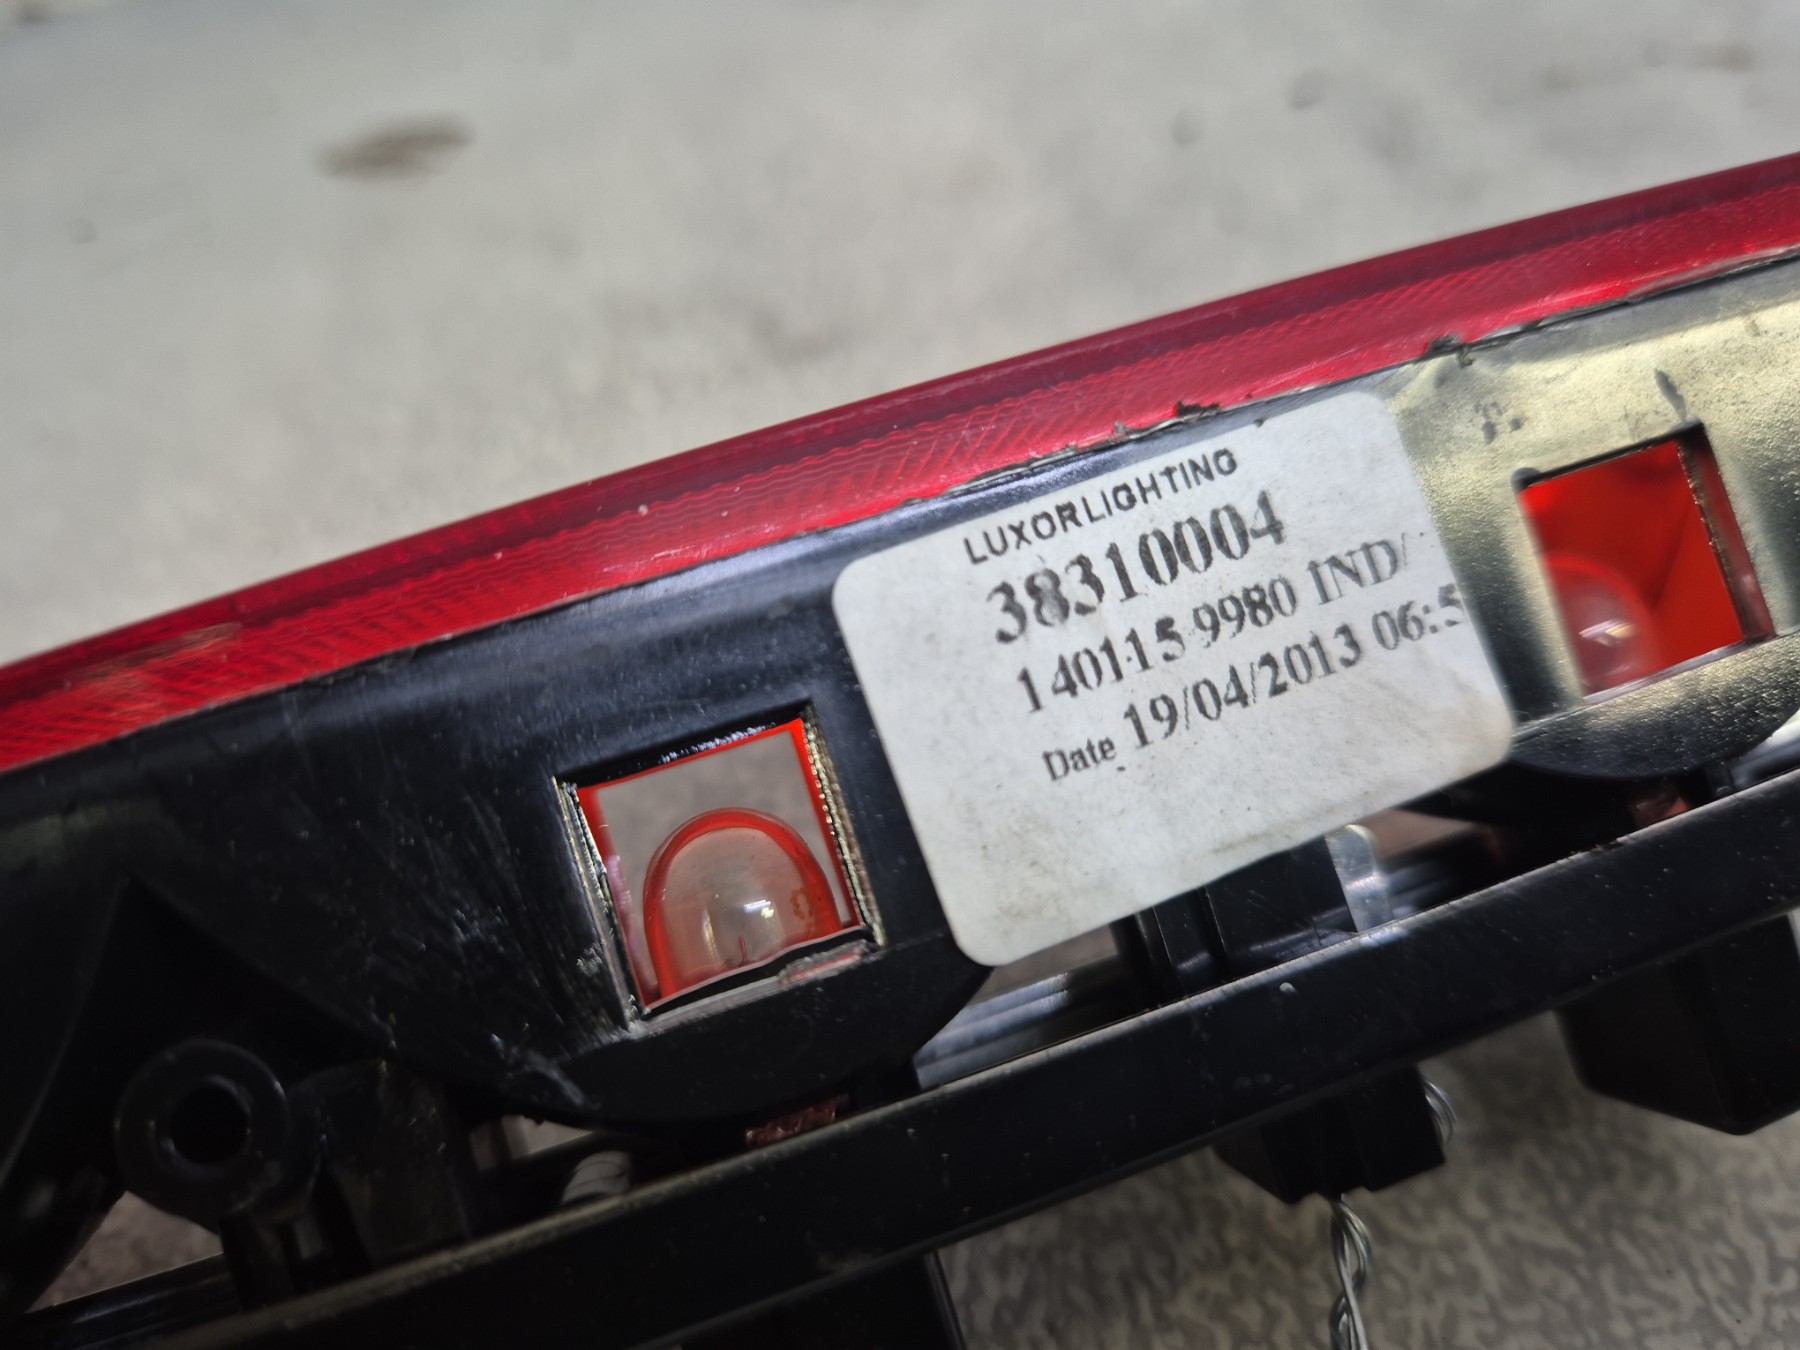 LUXORLIGHTING
38310004
140115 9980 IND/
Date 19/04/2013 06:5